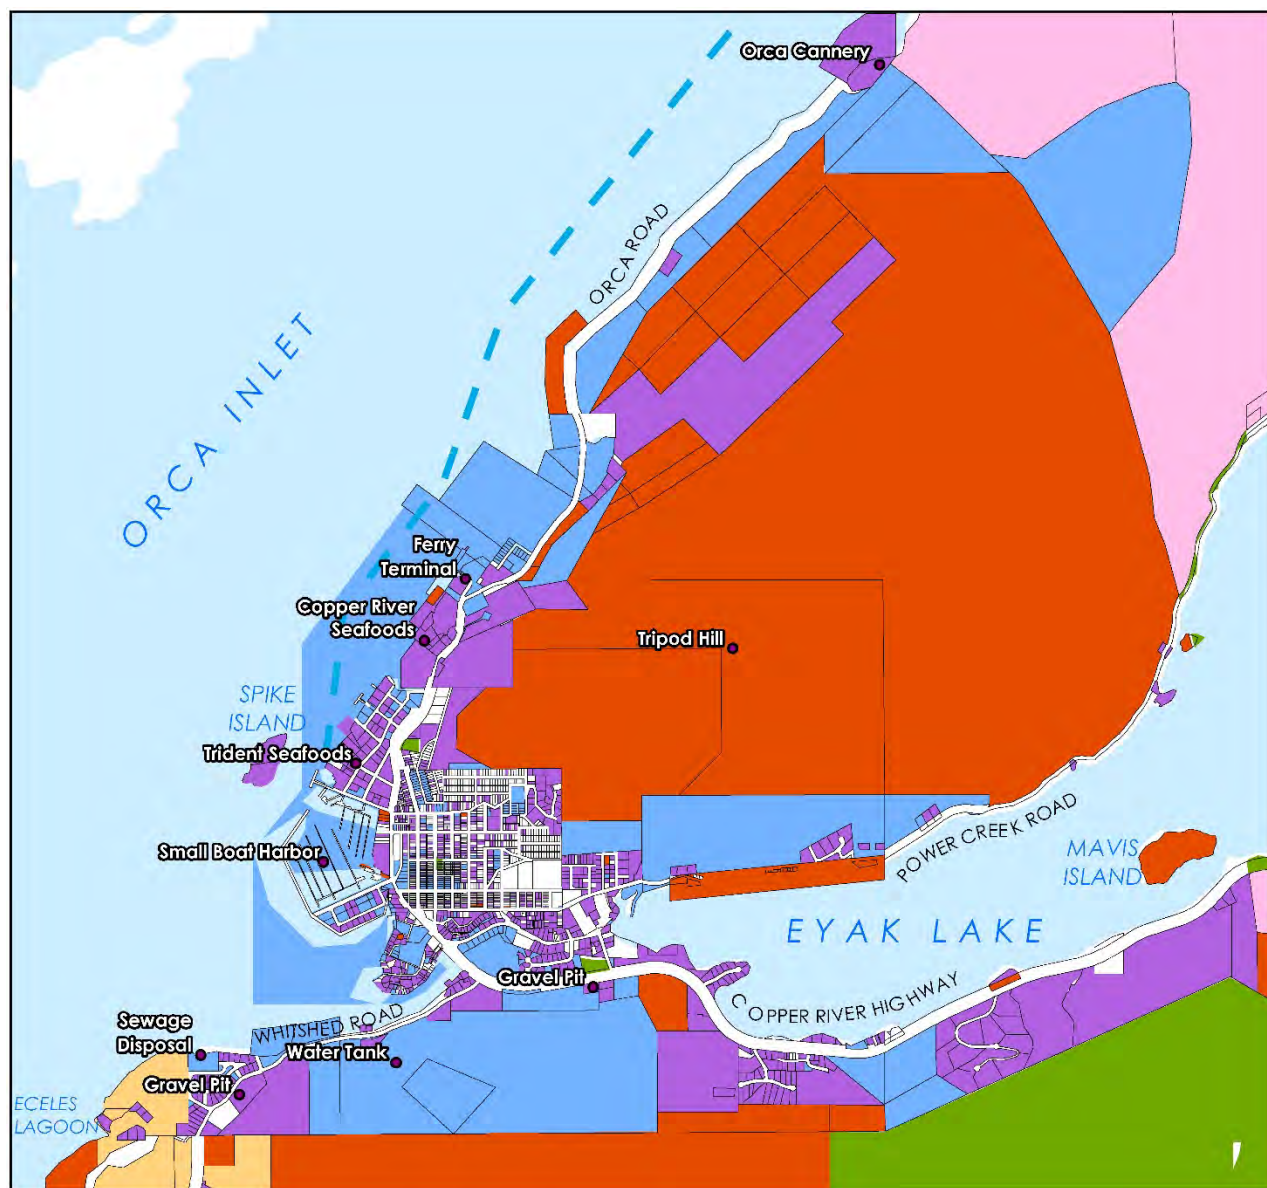 Orca Cannery
ORCA ROAD
ORCA INLET
Ferry
Terminal
Copper River
Seafoods
Tripod Hill
SPIKE
ISLAND
Trident Seafoods
POWER CREEK ROAD
MAVIS
ISLAND
Small Boat Harbor
EYAK LAKE
Gravel Pit
COPPER RIVER HIGHWAY
WHITSHED ROAD
Sewage
Disposal
Water Tank
Gravel Pit
ECELES
LAGOON